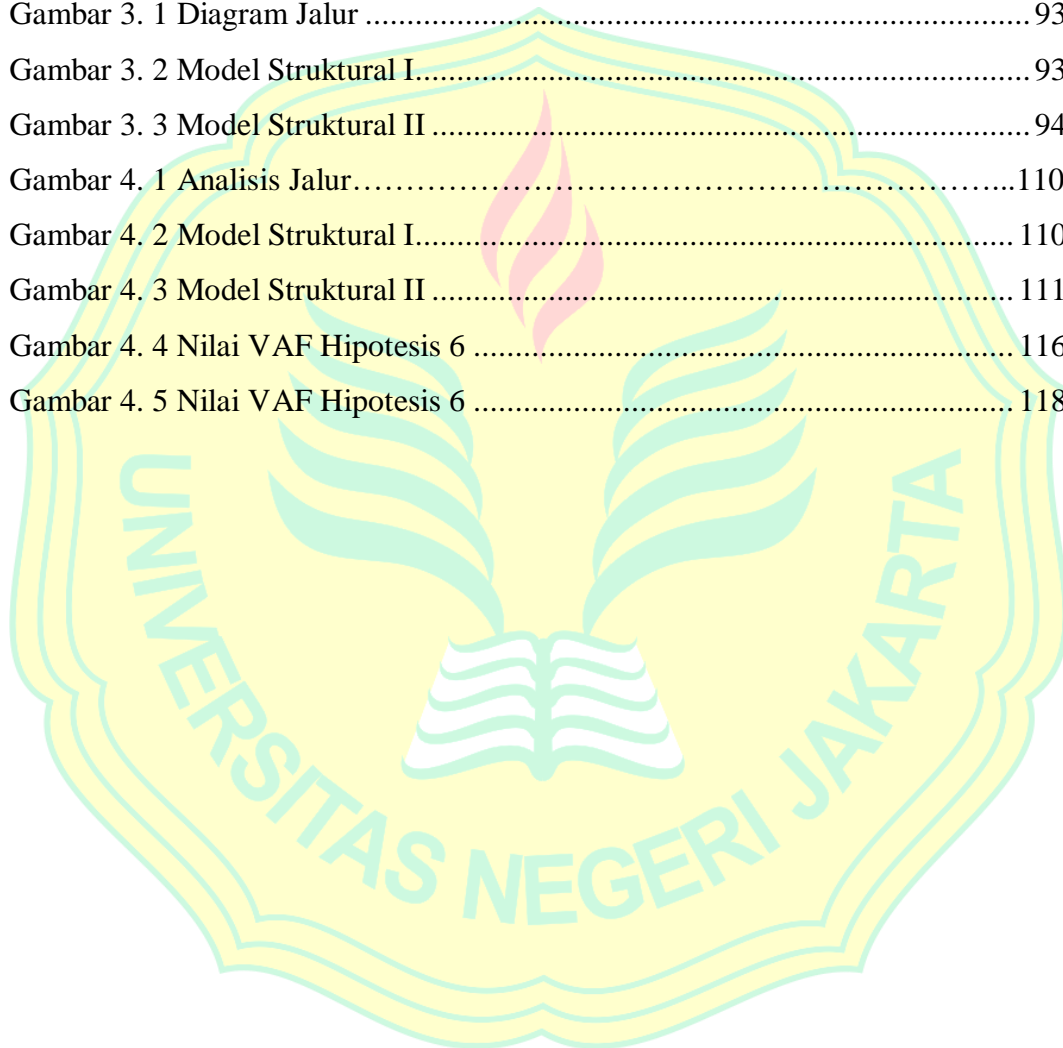 Gambar 3. 1 Diagram Jalur ........................................................................................ 93
Gambar 3. 2 Model Struktural I................................................................................. 93
Gambar 3. 3 Model Struktural II ............................................................................... 94
Gambar 4. 1 Analisis Jalur…………………………………………………………...110
Gambar 4. 2 Model Struktural I............................................................................... 110
Gambar 4. 3 Model Struktural II ............................................................................. 111
Gambar 4. 4 Nilai VAF Hipotesis 6 ....................................................................... 116
Gambar 4. 5 Nilai VAF Hipotesis 6 ....................................................................... 118
UNIVERSITAS NEGERI JAKARTA